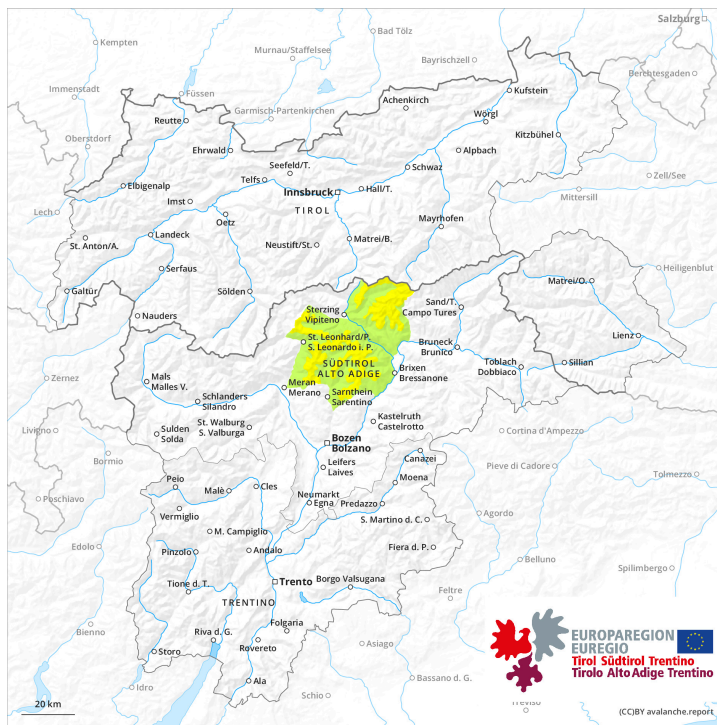 Salzburg
Kempten
Bad Tölz
Murnau/Staffelsee
Bayrischzell
Berchtesgaden
Immenstadt
Füssen
Garmisch-Partenkirchen
Achenkirch
Kufstein
Reutte
Wörgl
Oberstdorf
Ehrwald
Kitzbühel
Alpbach
Seefeld/T.
Schwaz
Zell/See
Telfs
Elbigenalp
Innsbruck
Hall/T.
Mittersill
Imst
TIROL
Lech
Oetz
Mayrhofen
St. Anton/A.
Landeck
Neustift/St.
Matrei/B.
Serfaus
Heiligenblut
Galtür
Sölden
Matrei/O.
Nauders
Sterzing
Vipiteno
Sand/T.
Campo Tures
Lienz
St. Leonhard/P.
S. Leonardo i. P.
Bruneck
Brunico
SÜDTIROL
ALTO ADIGE
Toblach
Dobbiaco
Sillian
Zernez
Mals
Malles V.
Meran
Merano
Brixen
Bressanone
Schlanders
Silandro
Sarnthein
Sarentino
St. Walburg
S. Valburga
Kastelruth
Castelrotto
Livigno
Sulden
Solda
Bozen
Bolzano
Cortina d'Ampezzo
Bormio
Canazei
Leifers
Laives
Pieve di Cadore
Tolmezzo
Peio
Moena
Poschiavo
Malè
Cles
Neumarkt
Egna
Predazzo
Vermiglio
Agordo
S. Martino d. C.
M. Campiglio
Edolo
Pinzolo
Andalo
Fiera d. P.
Belluno
Spilimbergo
Tione d. T.
Trento
Borgo Valsugana
Feltre
TRENTINO
Bienno
Folgaria
Riva d. G.
Rovereto
Asiago
Storo
Bassano d. G.
Ala
Idro
Schio
Treviso
EUROPAREGION
EUREGIO
Tirol Südtirol Trentino
Tirolo Alto Adige Trentino
20 km
(CC)BY avalanche.report